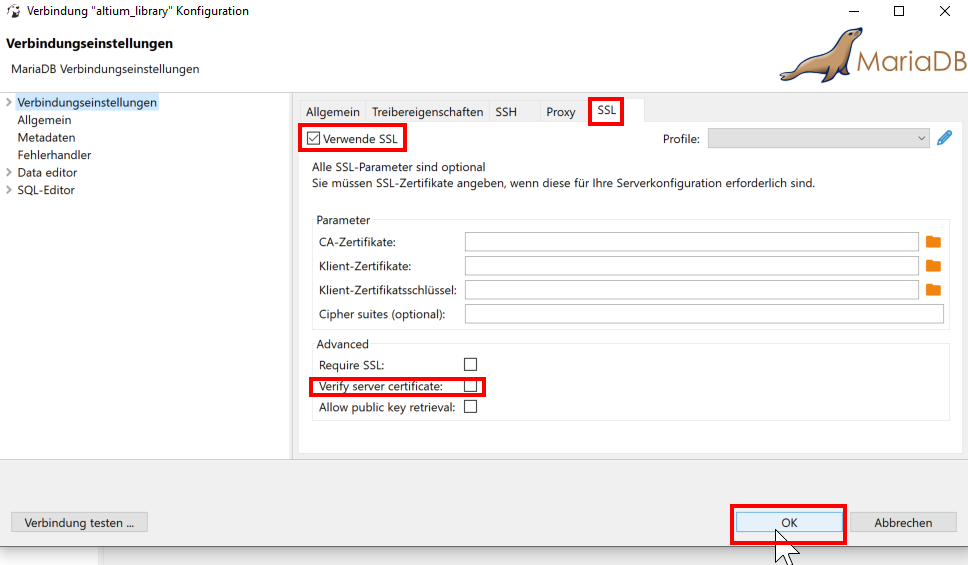 Verbindung "altium_library" Konfiguration
Verbindungseinstellungen
MariaDB Verbindungseinstellungen
MariaDB
Verbindungseinstellungen
Allgemein
Metadaten
Fehlerhandler
Data editor
SQL-Editor
Allgemein Treibereigenschaften SSH Proxy SSL
Verwende SSL Profile:
Alle SSL-Parameter sind optional
Sie müssen SSL-Zertifikate angeben, wenn diese für Ihre Serverkonfiguration erforderlich sind.
Parameter
CA-Zertifikate:
Klient-Zertifikate:
Klient-Zertifikatsschlüssel:
Cipher suites (optional):
Advanced
Require SSL:
Verify server certificate:
Allow public key retrieval:
Verbindung testen ... OK Abbrechen